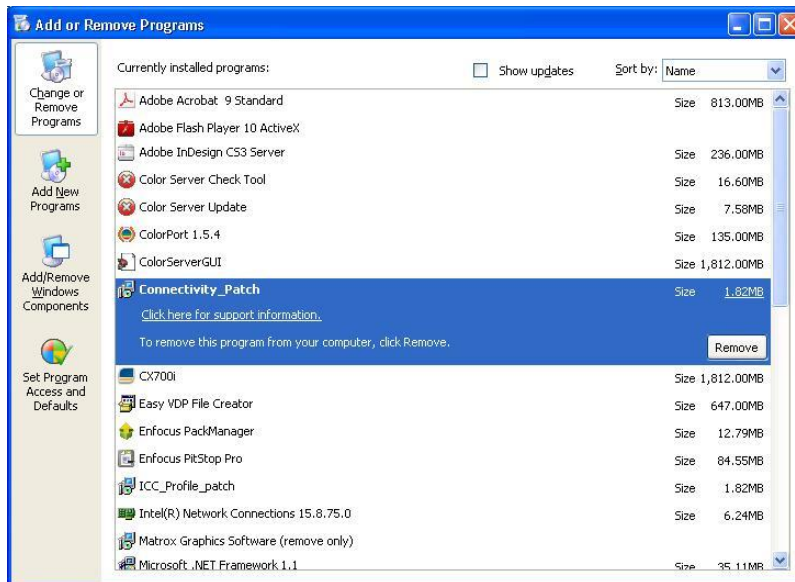 Add or Remove Programs
Change or
Remove
Programs
Add New
Programs
Add/Remove
Windows
Components
Set Program
Access and
Defaults
Currently installed programs:
Show updates
Sort by: Name
Adobe Acrobat 9 Standard Size 813.00MB
Adobe Flash Player 10 ActiveX
Adobe InDesign CS3 Server Size 236.00MB
Color Server Check Tool Size 16.60MB
Color Server Update Size 7.58MB
ColorPort 1.5.4 Size 135.00MB
ColorServerGUI Size 1,812.00MB
Connectivity_Patch Size 1.82MB
Click here for support information.
To remove this program from your computer, click Remove.
Remove
CX700i Size 1,812.00MB
Easy VDP File Creator Size 647.00MB
Enfocus PackManager Size 12.79MB
Enfocus PitStop Pro Size 84.55MB
ICC_Profile_patch Size 1.82MB
Intel(R) Network Connections 15.8.75.0 Size 6.24MB
Matrox Graphics Software (remove only)
Microsoft .NET Framework 1.1 Size 35.11MB